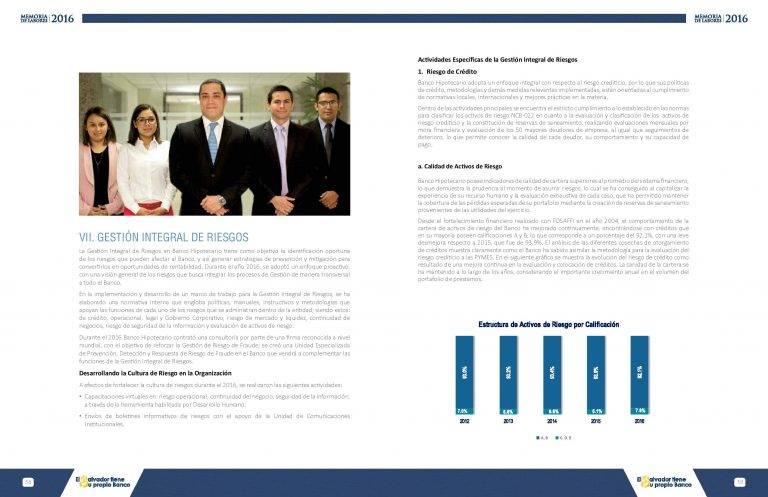 MEMORIA
DE LABORES 2016
VII. GESTIÓN INTEGRAL DE RIESGOS
La Gestión Integral de Riesgos en Banco Hipotecario tiene como objetivo la identificación oportuna
de los riesgos que pueden afectar al Banco, y así generar estrategias de prevención y mitigación para
convertirlos en oportunidades de rentabilidad. Durante el año 2016, se adoptó un enfoque proactivo,
con una visión general de los riesgos que busca integrar los procesos de Gestión de manera transversal
a todo el Banco.
En la implementación y desarrollo de un marco de trabajo para la Gestión Integral de Riesgos, se ha
elaborado una normativa interna que engloba políticas, manuales, instructivos y metodologías que
apoyan las funciones de cada uno de los riesgos que se administran dentro de la entidad; siendo estos:
de crédito, operacional, legal y Gobierno Corporativo, riesgo de mercado y liquidez, continuidad de
negocios, riesgo de seguridad de la información y evaluación de activos de riesgo.
Durante el 2016 Banco Hipotecario contrató una consultoría por parte de una firma reconocida a nivel
mundial, con el objetivo de reforzar la Gestión de Riesgo de Fraude; se creó una Unidad Especializada
de Prevención, Detección y Respuesta de Riesgo de Fraude en el Banco que vendrá a complementar las
funciones de la Gestión Integral de Riesgos.
Desarrollando la Cultura de Riesgo en la Organización
A efectos de fortalecer la cultura de riesgos durante el 2016, se realizaron las siguientes actividades:
• Capacitaciones virtuales en: riesgo operacional, continuidad del negocio, seguridad de la información,
a través de la herramienta habilitada por Desarrollo Humano.
• Envíos de boletines informativos de riesgos con el apoyo de la Unidad de Comunicaciones
Institucionales.
El Salvador tiene
su propio Banco
MEMORIA
DE LABORES 2016
Actividades Específicas de la Gestión Integral de Riesgos
1. Riesgo de Crédito
Banco Hipotecario adopta un enfoque integral con respecto al riesgo crediticio, por lo que sus políticas
de crédito, metodologías y demás medidas relevantes implementadas, están orientadas al cumplimiento
de normativas locales, internacionales y mejores prácticas en la materia.
Dentro de las actividades principales se encuentra el estricto cumplimiento a lo establecido en las normas
para clasificar los activos de riesgo NCB-022 en cuanto a la evaluación y clasificación de los activos de
riesgo crediticio y la constitución de reservas de saneamiento, realizando evaluaciones mensuales por
mora financiera y evaluación de los 50 mayores deudores de empresa, al igual que seguimientos de
deterioro, lo que permite conocer la calidad de cada deudor, su comportamiento y su capacidad de
pago.
a. Calidad de Activos de Riesgo
Banco Hipotecario posee indicadores de calidad de cartera superiores al promedio del sistema financiero,
lo que demuestra la prudencia al momento de asumir riesgos, lo cual se ha conseguido al capitalizar la
experiencia de su recurso humano y la evaluación exhaustiva de cada caso, que ha permitido mantener
la cobertura de las pérdidas esperadas de su portafolio mediante la creación de reservas de saneamiento
provenientes de las utilidades del ejercicio.
Desde el fortalecimiento financiero realizado con FOSAFFI en el año 2004, el comportamiento de la
cartera de activos de riesgo del Banco ha mejorado continuamente, encontrándose con créditos que
en su mayoría poseen calificaciones A y B; lo que corresponde a un porcentaje del 92.1%, con una leve
desmejora respecto a 2015, que fue de 93.9%. El análisis de las diferentes cosechas de otorgamiento
de créditos muestra claramente como el Banco ha sabido asimilar la metodología para la evaluación del
riesgo crediticio a las PYMES. En el siguiente gráfico se muestra la evolución del riesgo de crédito como
resultado de una mejora continua en la evaluación y colocación de créditos. La sanidad de la cartera se
ha mantenido a lo largo de los años, considerando el importante crecimiento anual en el volumen del
portafolio de préstamos.
Estructura de Activos de Riesgo por Calificación
93.2% 93.4% 93.9% 92.1%
6.8% 6.6% 6.1% 7.9%
2012 2013 2014 2015 2016
A, B C, D, E
El Salvador tiene
su propio Banco